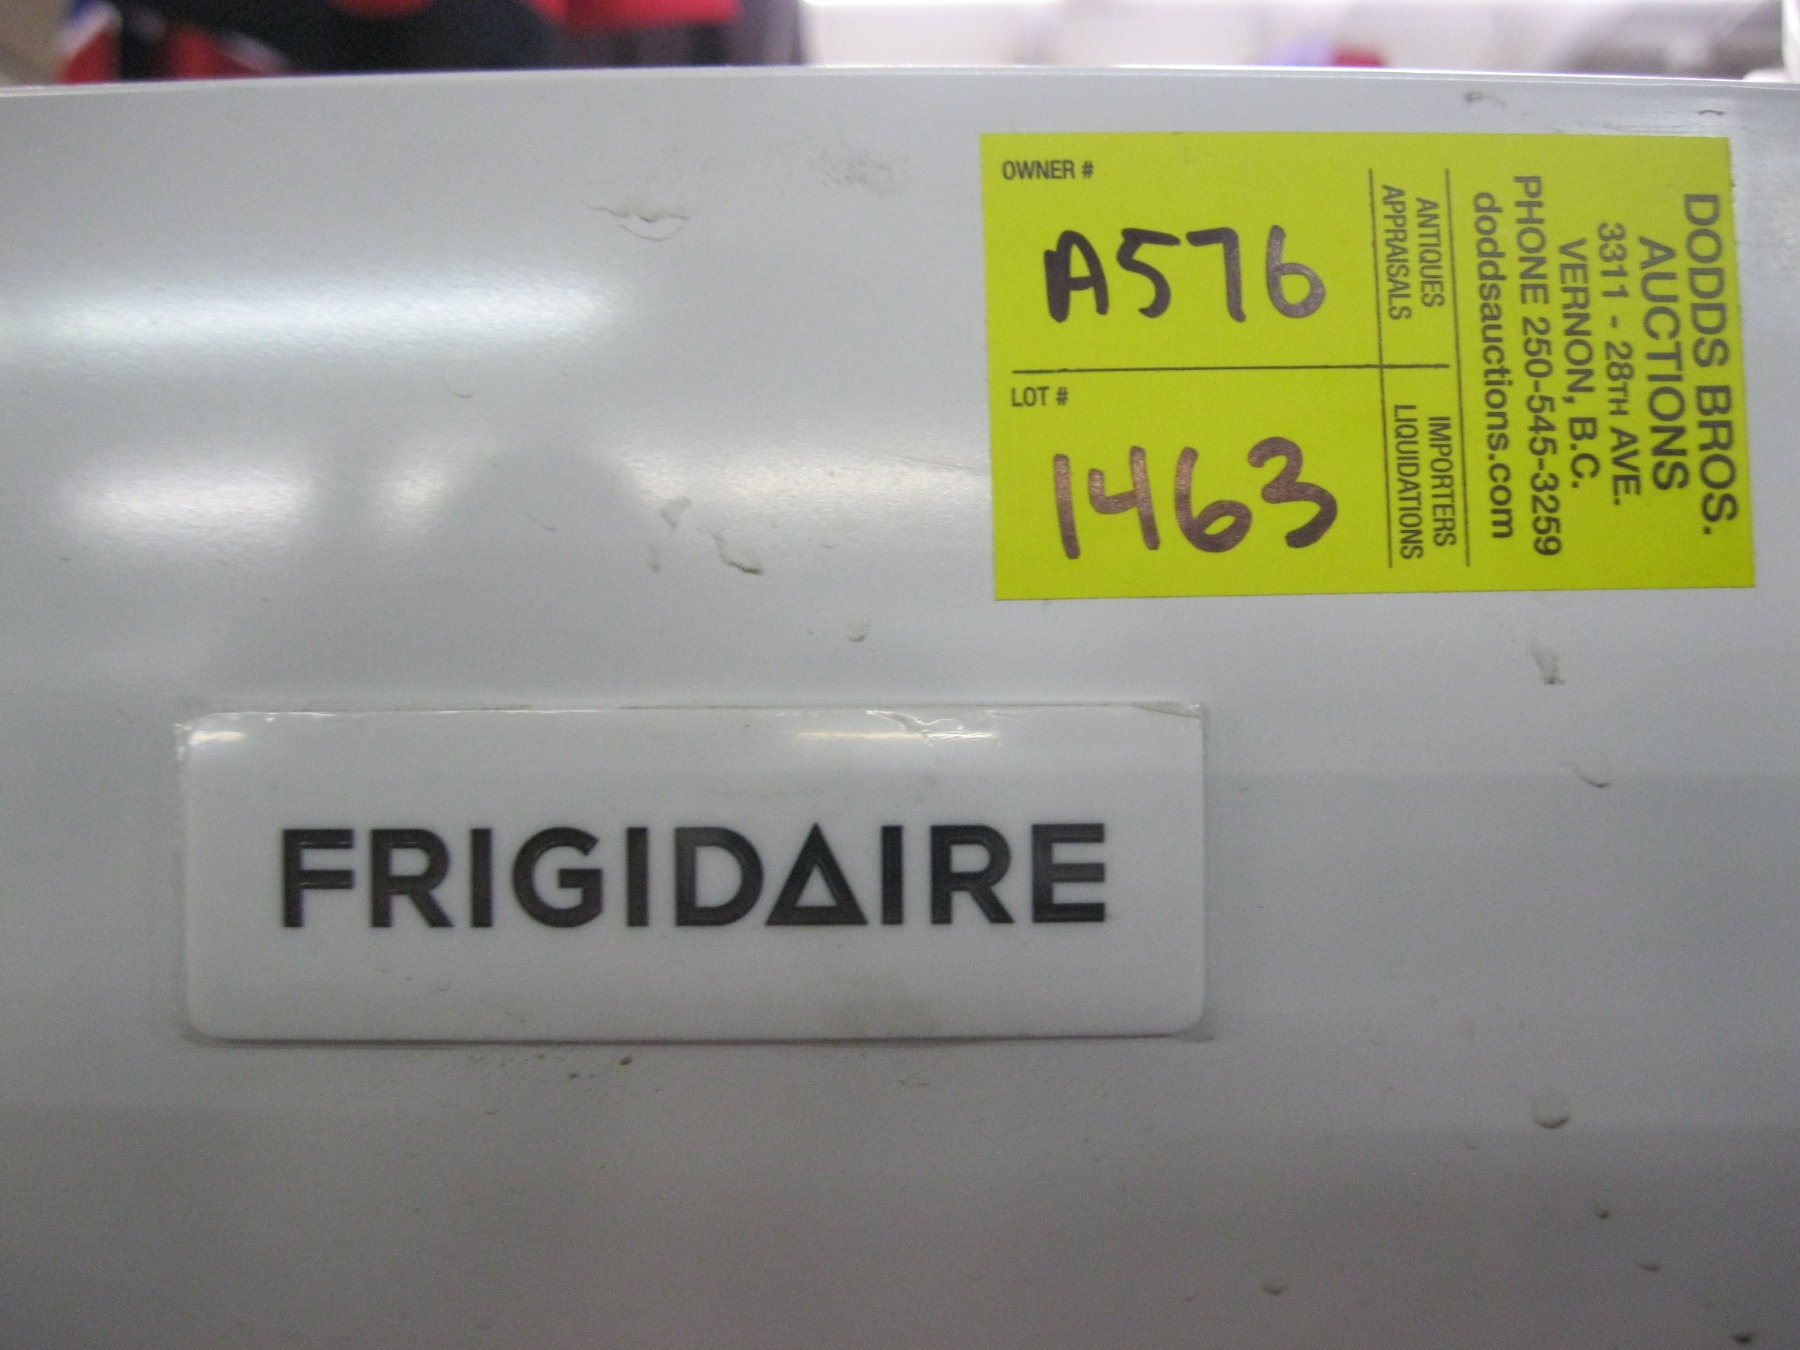 OWNER #
A576
LOT #
1463
ANTIQUES
APPRAISALS
IMPORTERS
LIQUIDATIONS
DODDS BROS.
AUCTIONS
3311 - 28TH AVE.
VERNON, B.C.
PHONE 250-545-3259
doddsauctions.com
FRIGIDAIRE